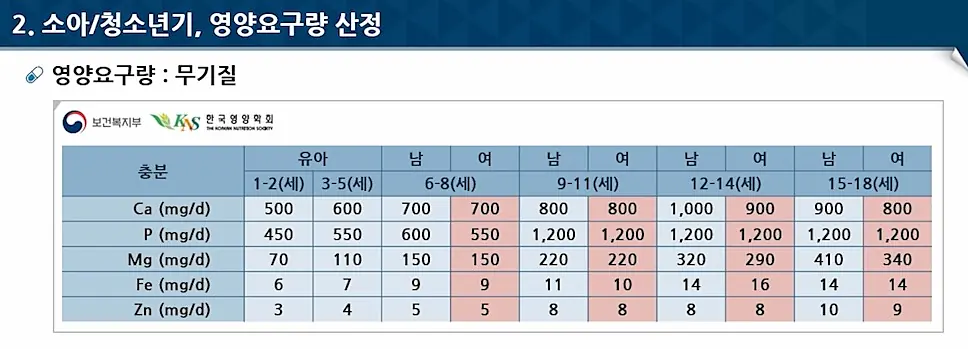 2. 소아/청소년기, 영양요구량 산정
영양요구량 : 무기질
보건복지부 KNS 한국영양학회
THE KOREAN NUTRITION SOCIETY
충분 유아 남 여 남 여 남 여 남 여
1-2(세) 3-5(세) 6-8(세) 9-11(세) 12-14(세) 15-18(세)
Ca (mg/d) 500 600 700 700 800 800 1,000 900 900 800
P (mg/d) 450 550 600 550 1,200 1,200 1,200 1,200 1,200 1,200
Mg (mg/d) 70 110 150 150 220 220 320 290 410 340
Fe (mg/d) 6 7 9 9 11 10 14 16 14 14
Zn (mg/d) 3 4 5 5 8 8 8 8 10 9